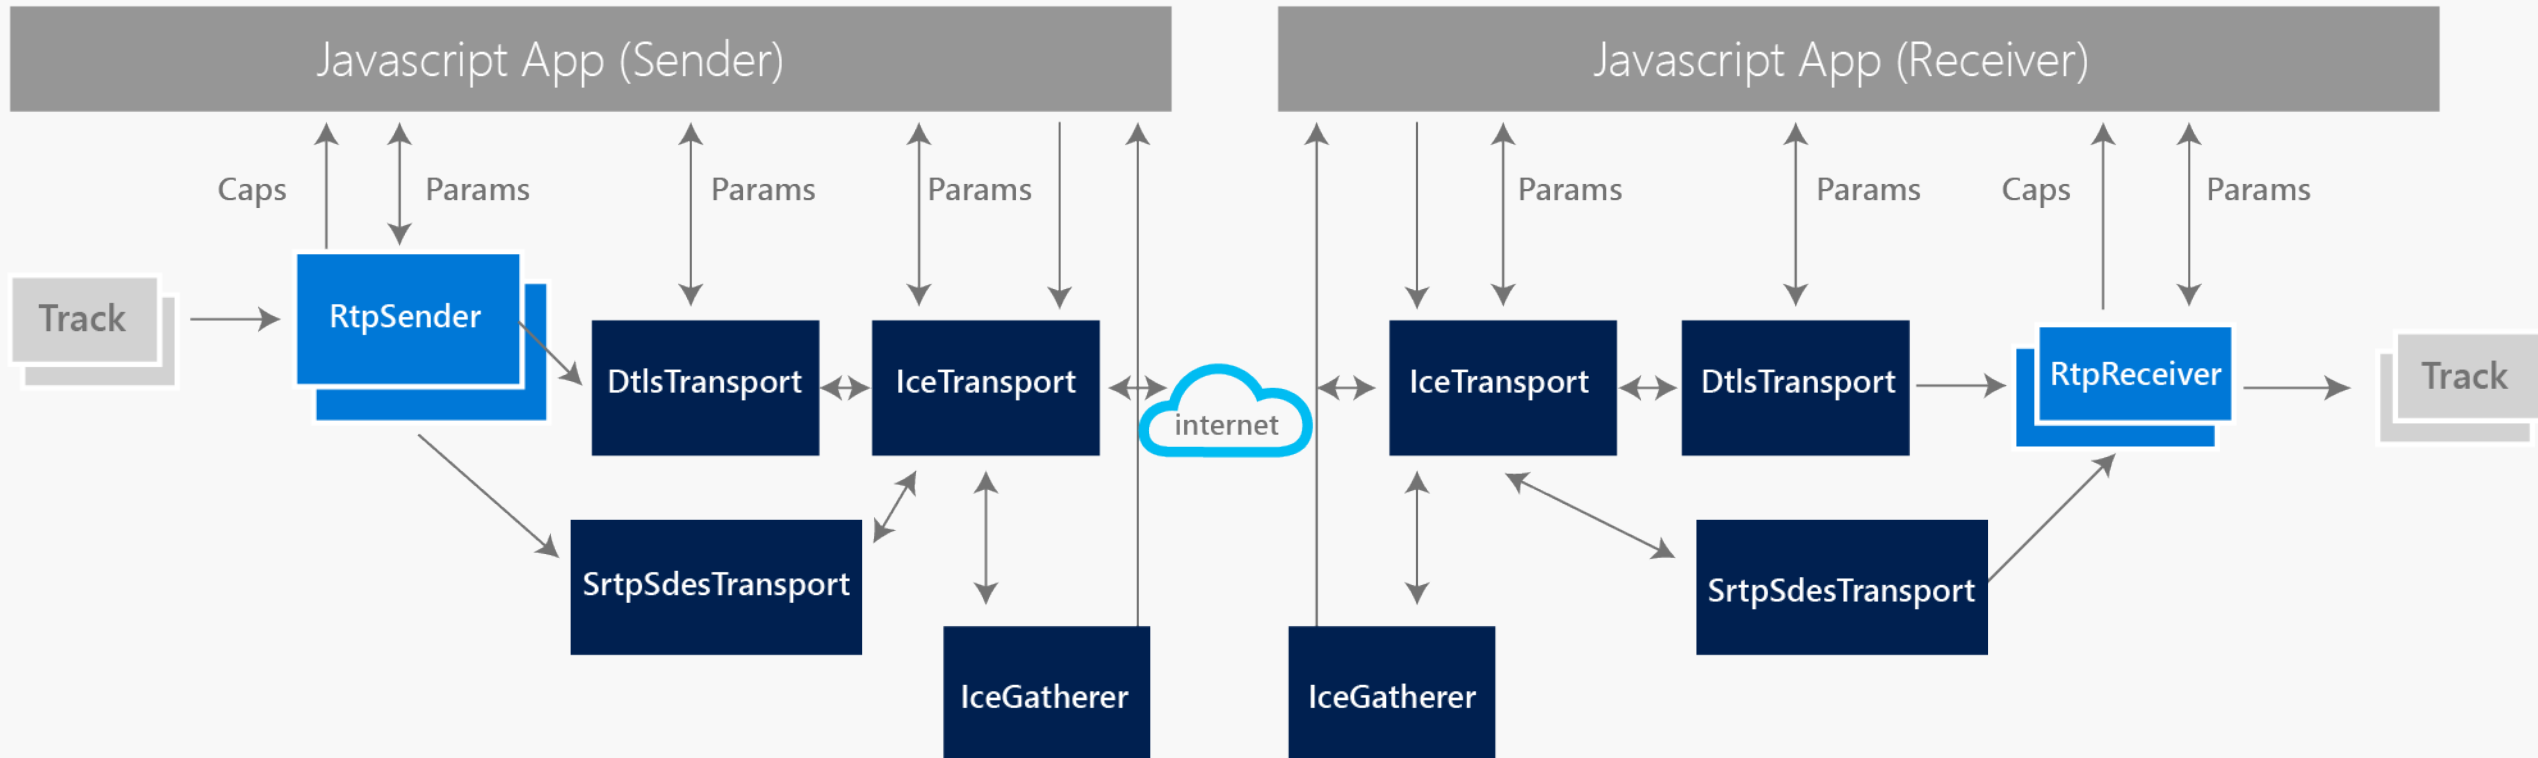 Javascript App (Sender)
Javascript App (Receiver)
Caps
Params
Params
Params
Params
Params
Caps
Params
Track
RtpSender
DtlsTransport
IceTransport
internet
IceTransport
DtlsTransport
RtpReceiver
Track
SrtpSdesTransport
SrtpSdesTransport
IceGatherer
IceGatherer